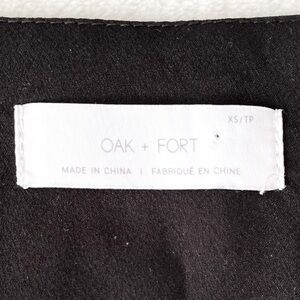 XS/TP
OAK + FORT
MADE IN CHINA | FABRIQUÉ EN CHINE